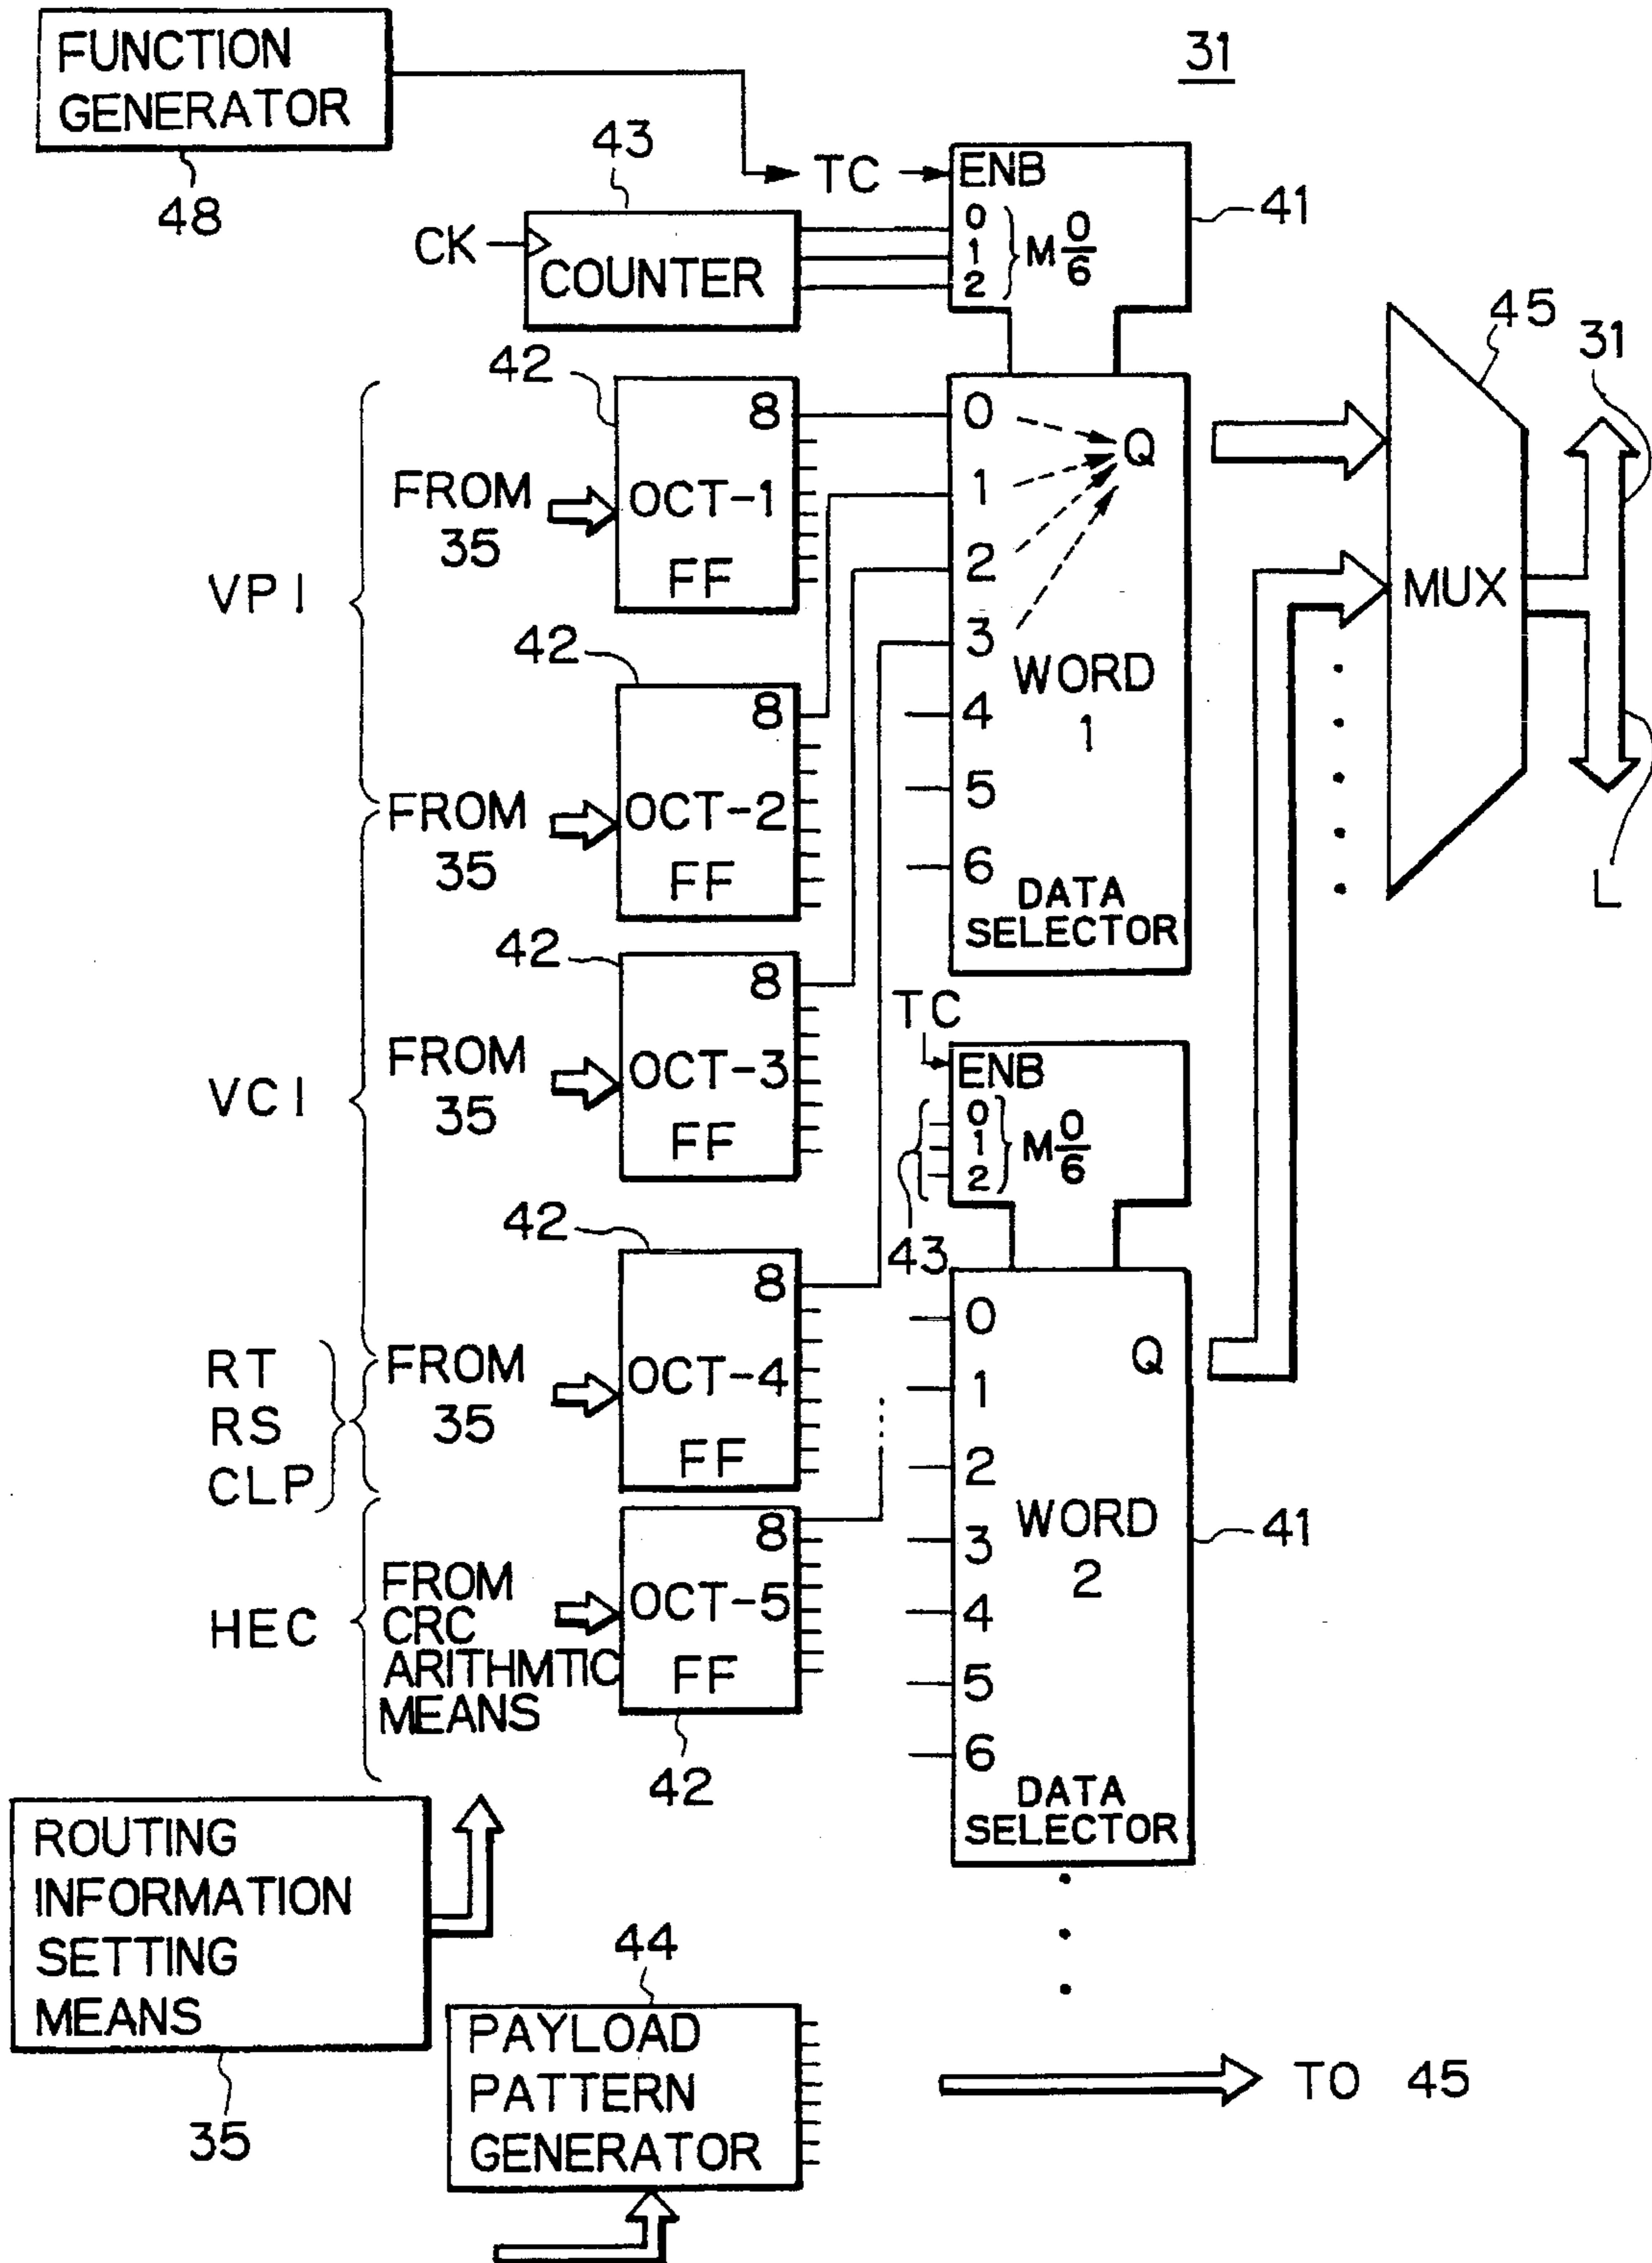 FUNCTION
GENERATOR
48
31
43
TC
ENB
41
CK
COUNTER
0
1
2
M 0/6
45
31
42
8
OCT-1
FF
FROM
35
VPI
0
1
2
3
4
5
6
Q
WORD
1
DATA
SELECTOR
MUX
L
42
8
OCT-2
FF
FROM
35
42
8
OCT-3
FF
FROM
35
VCI
TC
ENB
0
1
2
M 0/6
43
42
8
OCT-4
FF
FROM
35
RT
RS
CLP
0
1
2
3
4
5
6
Q
WORD
2
DATA
SELECTOR
41
8
OCT-5
FF
42
FROM
CRC
ARITHMTIC
MEANS
HEC
ROUTING
INFORMATION
SETTING
MEANS
35
44
PAYLOAD
PATTERN
GENERATOR
TO 45